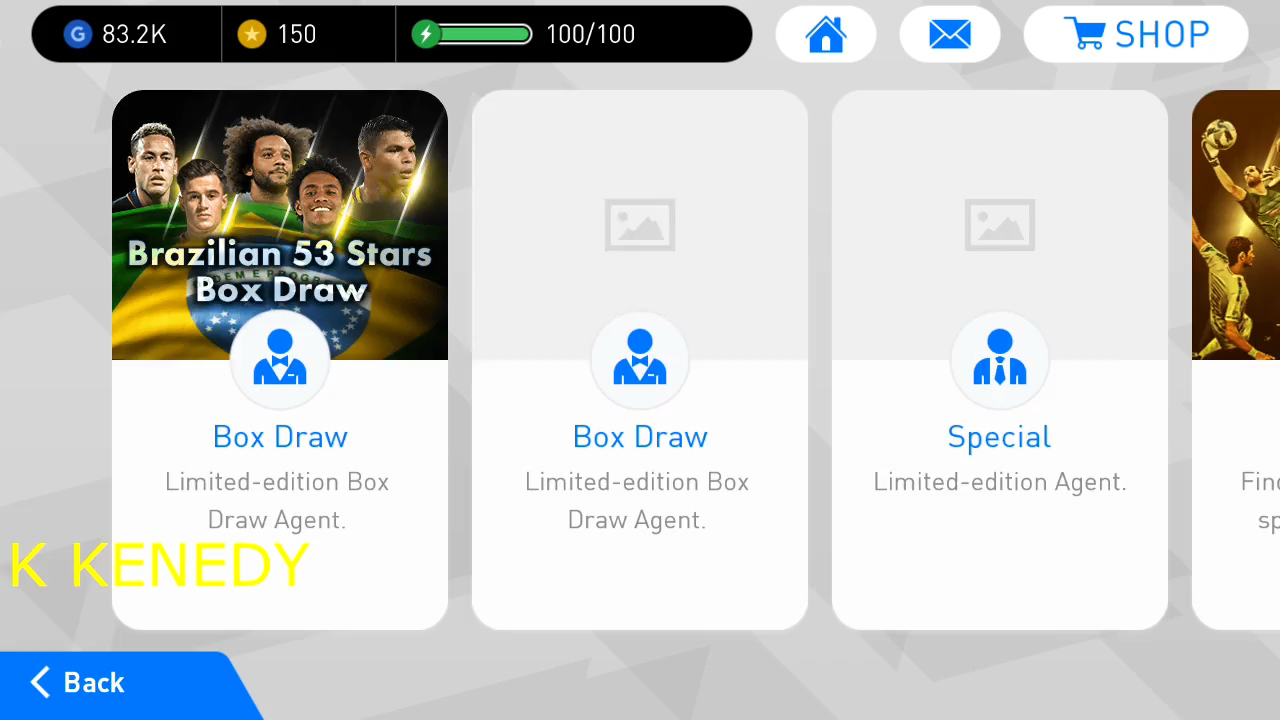 G 83.2K 150 100/100 SHOP
Brazilian 53 Stars
Box Draw
Box Draw
Limited-edition Box
Draw Agent.
Box Draw
Limited-edition Box
Draw Agent.
Special
Limited-edition Agent.
K KENEDY
Back